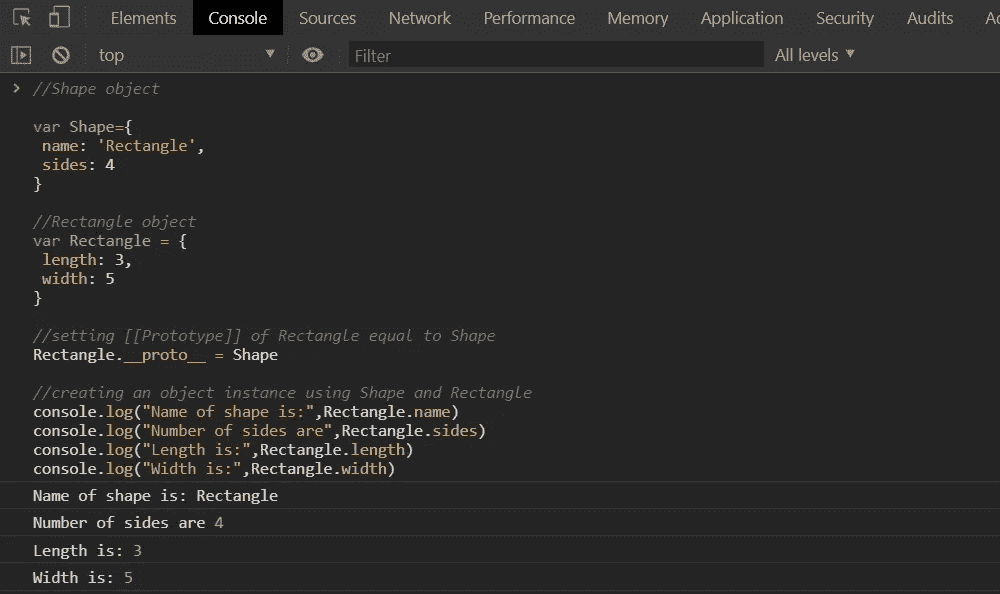 Elements Console Sources Network Performance Memory Application Security Audits Ac
top ▼ Filter All levels ▼
> //Shape object
var Shape={
 name: 'Rectangle',
 sides: 4
}
//Rectangle object
var Rectangle = {
 length: 3,
 width: 5
}
//setting [[Prototype]] of Rectangle equal to Shape
Rectangle.__proto__ = Shape
//creating an object instance using Shape and Rectangle
console.log("Name of shape is:",Rectangle.name)
console.log("Number of sides are",Rectangle.sides)
console.log("Length is:",Rectangle.length)
console.log("Width is:",Rectangle.width)
Name of shape is: Rectangle
Number of sides are 4
Length is: 3
Width is: 5